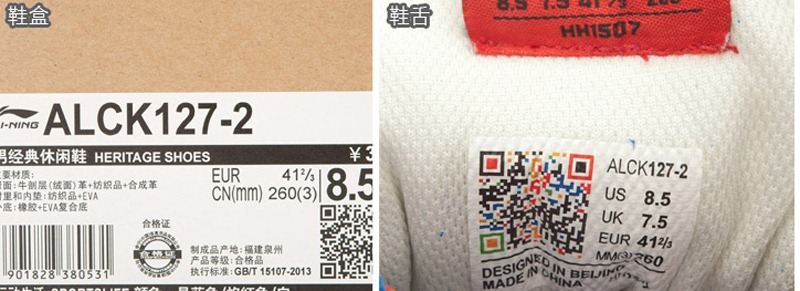 鞋盒
LI-NING
ALCK127-2
男经典休闲鞋 HERITAGE SHOES
¥3
主要材质:
EUR 41⅔
CN(mm) 260(3)
8.5
面: 牛剖层(绒面)革+纺织品+合成革
里和内垫: 纺织品+EVA
底: 橡胶+EVA复合底
合格证
制成品产地: 福建泉州
产品等级: 合格品
执行标准: GB/T 15107-2013
901828 380531
鞋舌
8.5 7.5 41⅔ 260
HH1507
ALCK127-2
US 8.5
UK 7.5
EUR 41⅔
MM(3) 260
DESIGNED IN BEIJING
MADE IN CHINA